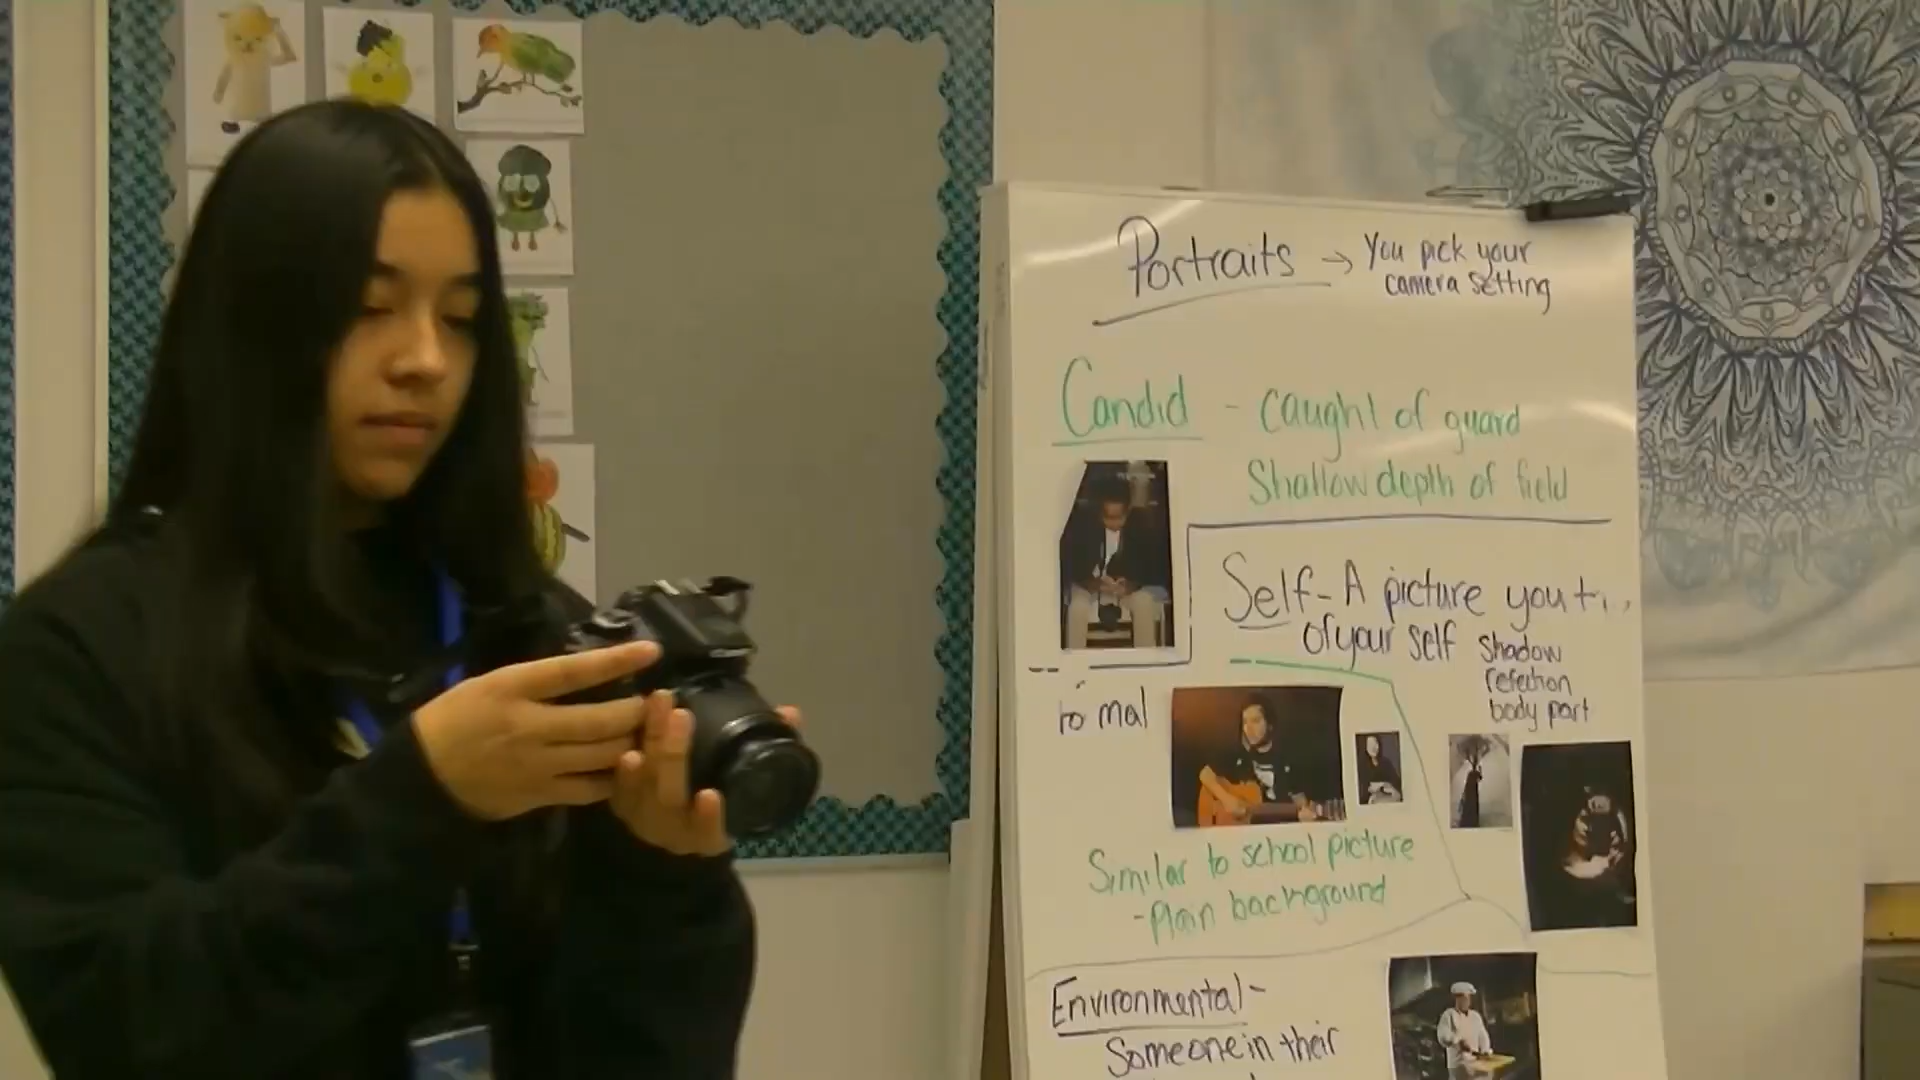 Portraits → You pick your
camera setting
Candid - caught of guard
Shallow depth of field
Self - A picture you
of your self
Shadow
refection
body part
Similar to school picture
- Plain background
Environmental -
Someone in their